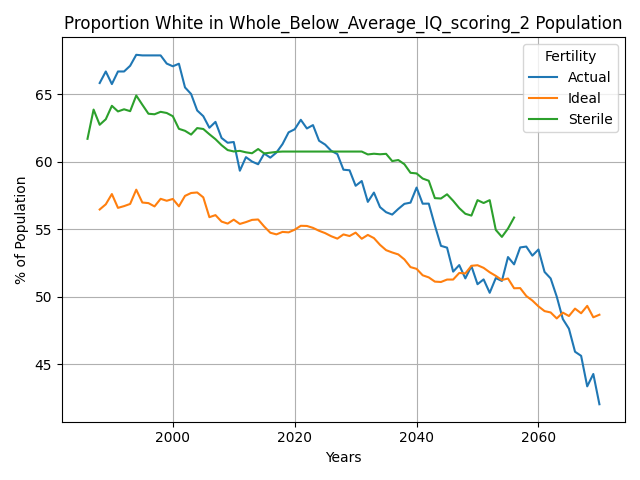 Proportion White in Whole_Below_Average_IQ_scoring_2 Population
Fertility
Actual
Ideal
Sterile
% of Population
65
60
55
50
45
2000
2020
2040
2060
Years